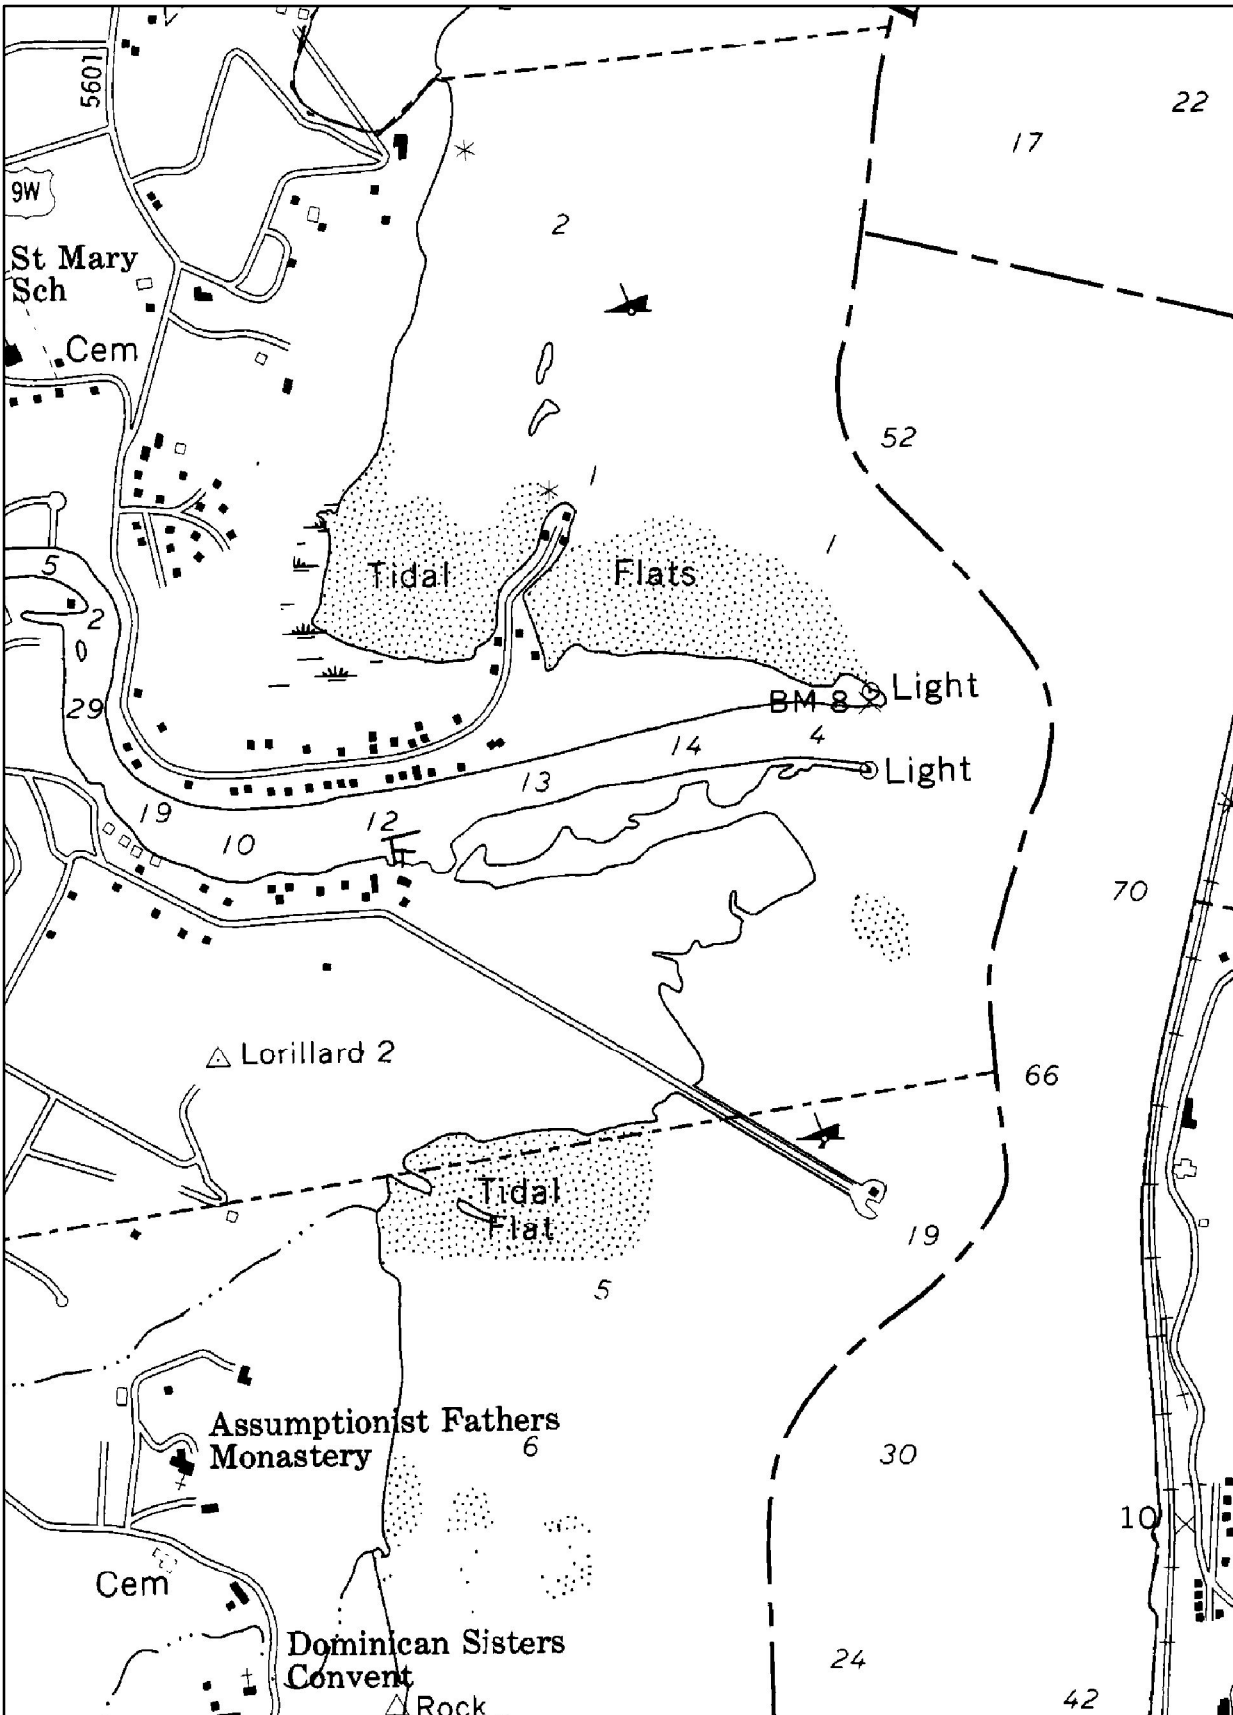 5601
22
17
9W
2
St Mary
Sch
Cem
52
1
1
5
Tidal
Flats
2
0
29
BM 8
Light
4
14
Light
13
19
12
10
70
Lorillard 2
66
Tidal
Flat
19
5
Assumptionist Fathers
Monastery
6
30
10
Cem
Dominican Sisters
Convent
24
42
Rock